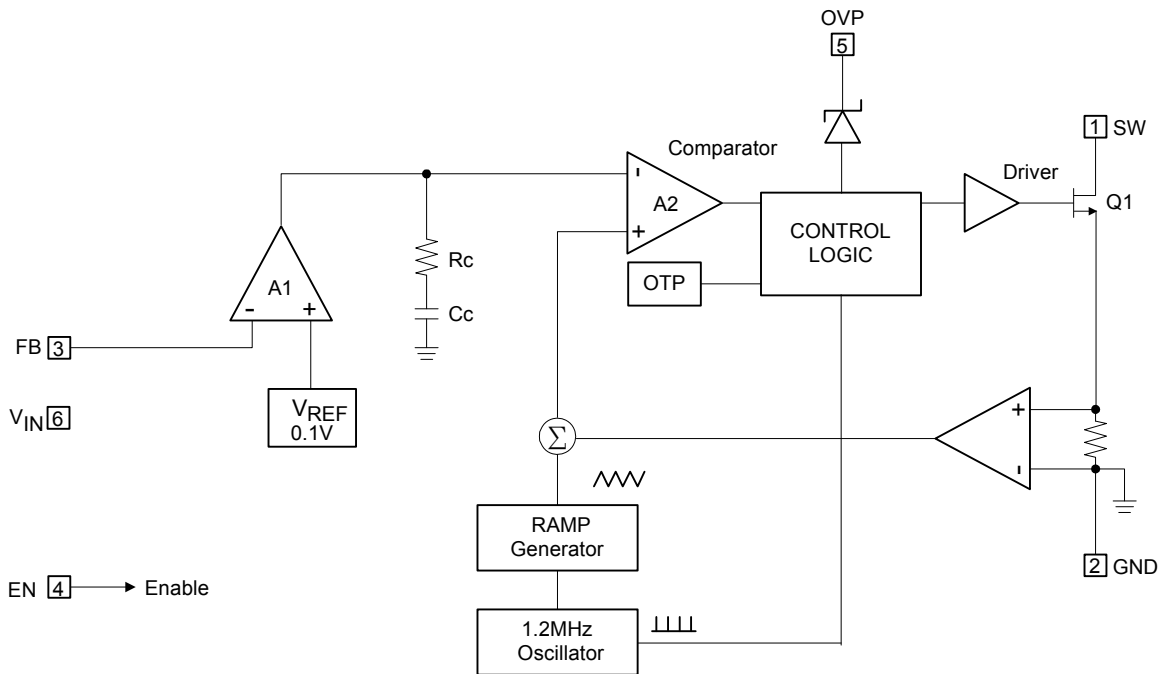 OVP
5
1 SW
Comparator
Driver
-
A2
+
CONTROL
LOGIC
Q1
Rc
A1
- +
OTP
Cc
FB 3
VREF
0.1V
VIN 6
+
Σ
-
RAMP
Generator
2 GND
EN 4 Enable
1.2MHz
Oscillator